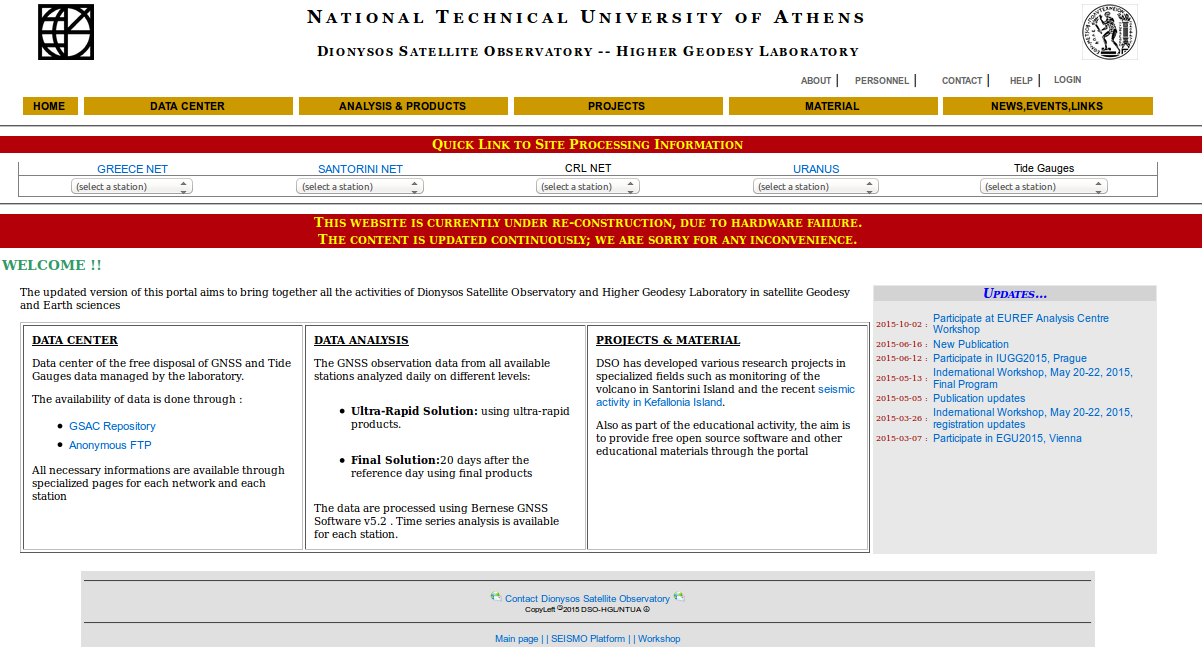 NATIONAL TECHNICAL UNIVERSITY OF ATHENS
DIONYSOS SATELLITE OBSERVATORY -- HIGHER GEODESY LABORATORY
ABOUT | PERSONNEL | CONTACT | HELP | LOGIN
HOME DATA CENTER ANALYSIS & PRODUCTS PROJECTS MATERIAL NEWS,EVENTS,LINKS
QUICK LINK TO SITE PROCESSING INFORMATION
GREECE NET SANTORINI NET CRL NET URANUS Tide Gauges
(select a station) (select a station) (select a station) (select a station) (select a station)
THIS WEBSITE IS CURRENTLY UNDER RE-CONSTRUCTION, DUE TO HARDWARE FAILURE.
THE CONTENT IS UPDATED CONTINUOUSLY; WE ARE SORRY FOR ANY INCONVENIENCE.
WELCOME !!
The updated version of this portal aims to bring together all the activities of Dionysos Satellite Observatory and Higher Geodesy Laboratory in satellite Geodesy
and Earth sciences
DATA CENTER
Data center of the free disposal of GNSS and Tide
Gauges data managed by the laboratory.
The availability of data is done through :
• GSAC Repository
• Anonymous FTP
All necessary informations are available through
specialized pages for each network and each
station
DATA ANALYSIS
The GNSS observation data from all available
stations analyzed daily on different levels:
• Ultra-Rapid Solution: using ultra-rapid
products.
• Final Solution:20 days after the
reference day using final products
The data are processed using Bernese GNSS
Software v5.2 . Time series analysis is available
for each station.
PROJECTS & MATERIAL
DSO has developed various research projects in
specialized fields such as monitoring of the
volcano in Santorini Island and the recent seismic
activity in Kefallonia Island.
Also as part of the educational activity, the aim is
to provide free open source software and other
educational materials through the portal
UPDATES...
2015-10-02 : Participate at EUREF Analysis Centre
Workshop
2015-06-16 : New Publication
2015-06-12 : Participate in IUGG2015, Prague
2015-05-13 : Indernational Workshop, May 20-22, 2015,
Final Program
2015-05-05 : Publication updates
2015-03-26 : Indernational Workshop, May 20-22, 2015,
registration updates
2015-03-07 : Participate in EGU2015, Vienna
Contact Dionysos Satellite Observatory
CopyLeft 2015 DSO-HGL/NTUA
Main page | | SEISMO Platform | | Workshop